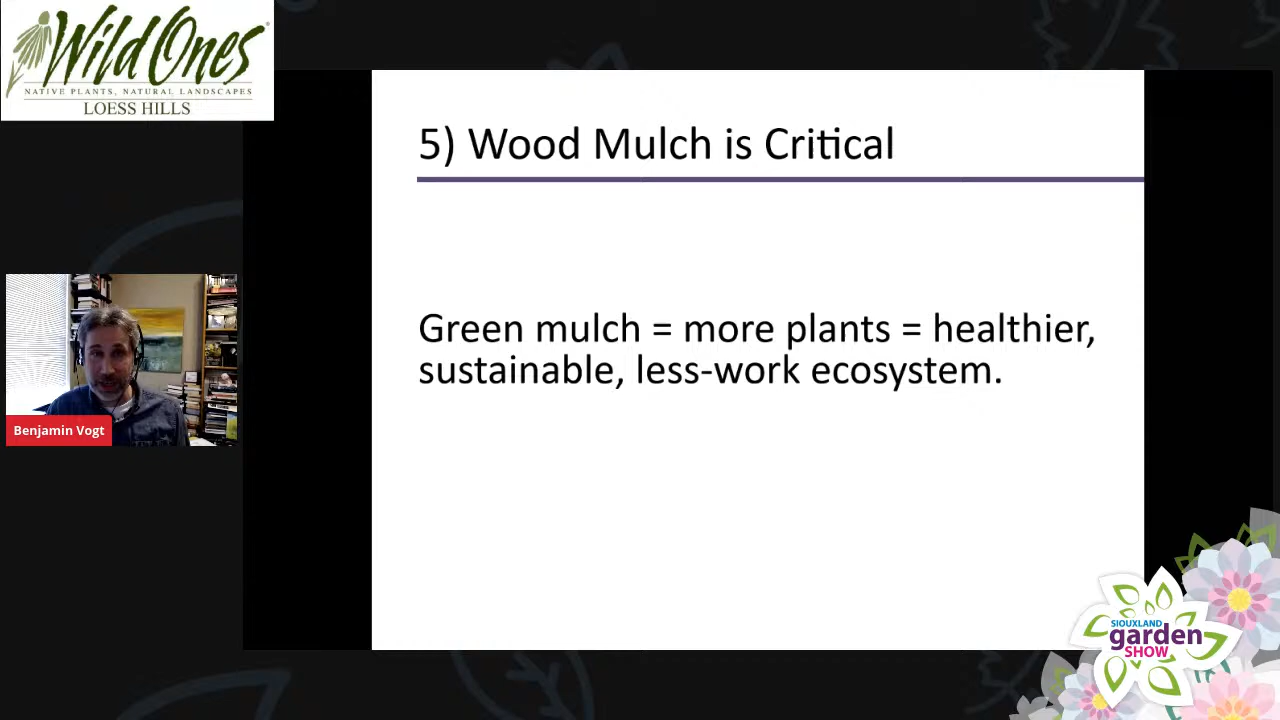 Wild Ones®
NATIVE PLANTS, NATURAL LANDSCAPES
LOESS HILLS
5) Wood Mulch is Critical
Green mulch = more plants = healthier,
sustainable, less-work ecosystem.
Benjamin Vogt
SIOUXLAND
garden
SHOW